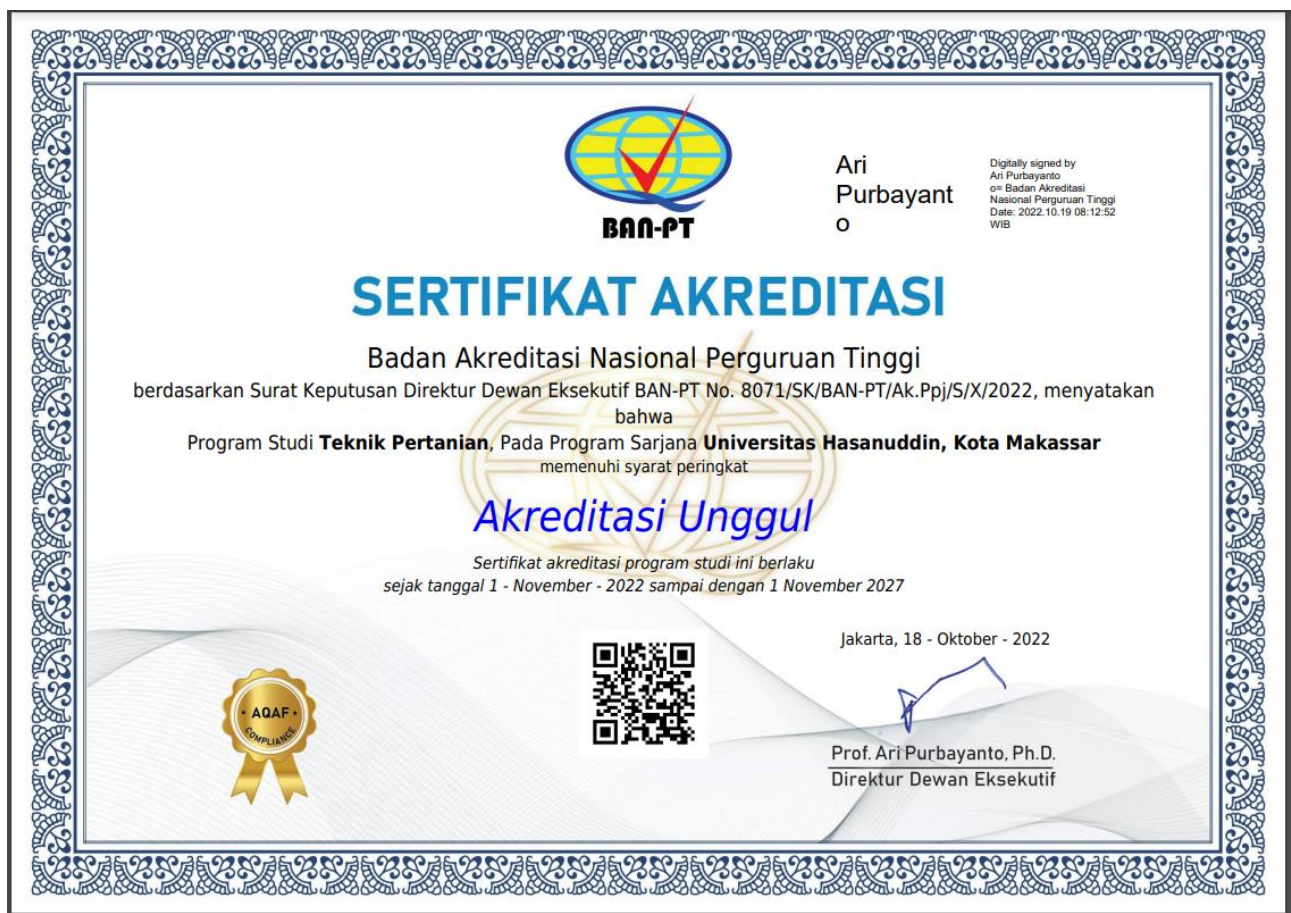 BAN-PT
Ari
Purbayant
o
Digitally signed by
Ari Purbayanto
o= Badan Akreditasi
Nasional Perguruan Tinggi
Date: 2022.10.19 08:12:52
WIB
SERTIFIKAT AKREDITASI
Badan Akreditasi Nasional Perguruan Tinggi
berdasarkan Surat Keputusan Direktur Dewan Eksekutif BAN-PT No. 8071/SK/BAN-PT/Ak.Ppj/S/X/2022, menyatakan
bahwa
Program Studi Teknik Pertanian, Pada Program Sarjana Universitas Hasanuddin, Kota Makassar
memenuhi syarat peringkat
Akreditasi Unggul
Sertifikat akreditasi program studi ini berlaku
sejak tanggal 1 - November - 2022 sampai dengan 1 November 2027
Jakarta, 18 - Oktober - 2022
AQAF
COMPLIANCE
Prof. Ari Purbayanto, Ph.D.
Direktur Dewan Eksekutif